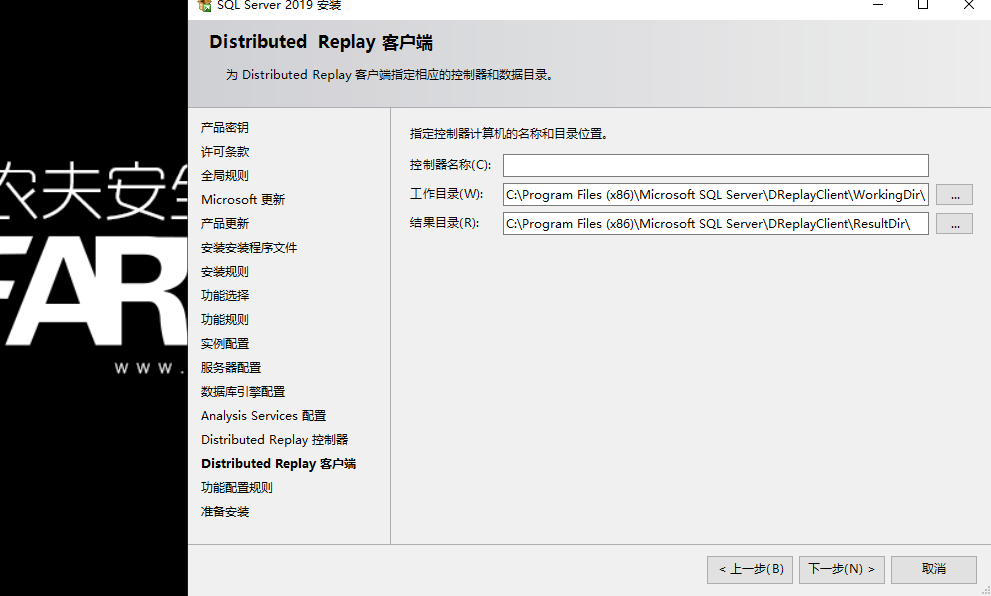 SQL Server 2019 安装
Distributed Replay 客户端
为 Distributed Replay 客户端指定相应的控制器和数据目录。
农夫安全
FAR
www.
产品密钥
许可条款
全局规则
Microsoft 更新
产品更新
安装安装程序文件
安装规则
功能选择
功能规则
实例配置
服务器配置
数据库引擎配置
Analysis Services 配置
Distributed Replay 控制器
Distributed Replay 客户端
功能配置规则
准备安装
指定控制器计算机的名称和目录位置。
控制器名称(C):
工作目录(W): C:\Program Files (x86)\Microsoft SQL Server\DReplayClient\WorkingDir\ ...
结果目录(R): C:\Program Files (x86)\Microsoft SQL Server\DReplayClient\ResultDir\ ...
< 上一步(B) 下一步(N) > 取消